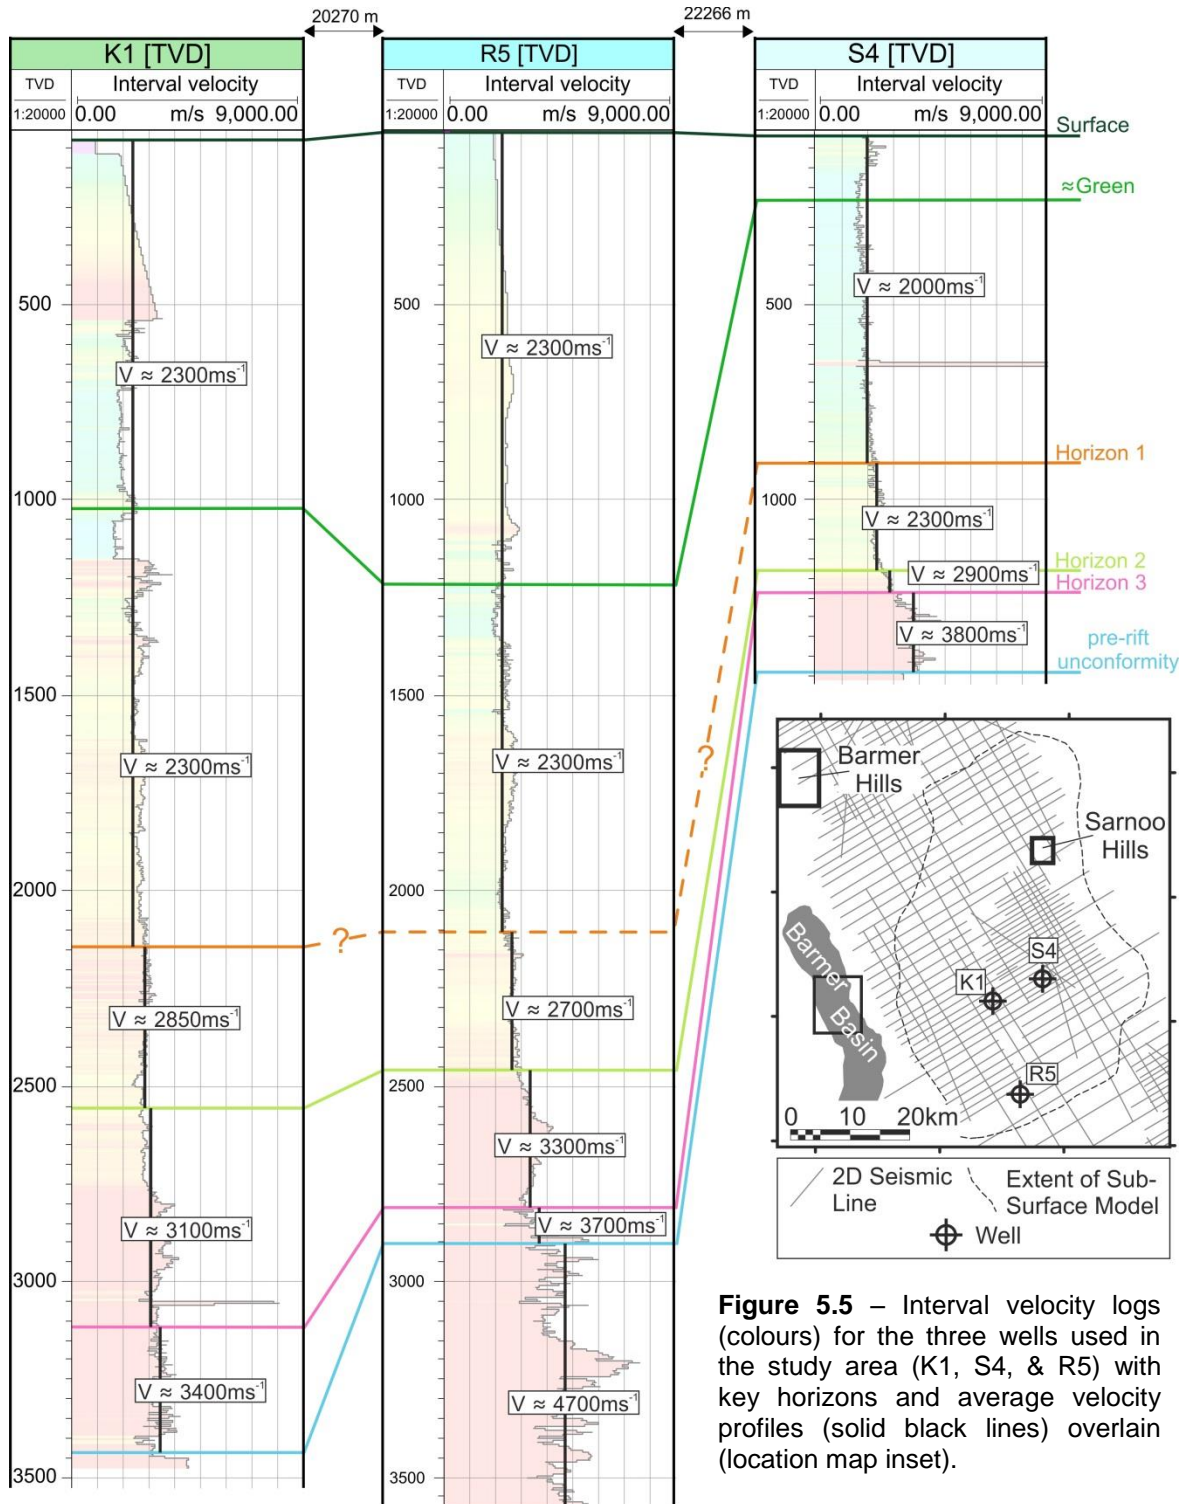 20270 m
22266 m
K1 [TVD]
R5 [TVD]
S4 [TVD]
TVD
Interval velocity
TVD
Interval velocity
TVD
Interval velocity
1:20000
0.00 m/s 9,000.00
1:20000
0.00 m/s 9,000.00
1:20000
0.00 m/s 9,000.00
Surface
≈Green
Horizon 1
Horizon 2
Horizon 3
pre-rift
unconformity
500
1000
1500
2000
2500
3000
3500
V ≈ 2300ms⁻¹
V ≈ 2300ms⁻¹
V ≈ 2850ms⁻¹
V ≈ 3100ms⁻¹
V ≈ 3400ms⁻¹
?
500
1000
1500
2000
2500
3000
3500
V ≈ 2300ms⁻¹
V ≈ 2300ms⁻¹
V ≈ 2700ms⁻¹
V ≈ 3300ms⁻¹
V ≈ 3700ms⁻¹
V ≈ 4700ms⁻¹
?
500
1000
V ≈ 2000ms⁻¹
V ≈ 2300ms⁻¹
V ≈ 2900ms⁻¹
V ≈ 3800ms⁻¹
Barmer
Hills
Sarnoo
Hills
Barmer
Basin
S4
K1
R5
0 10 20km
2D Seismic
Line
Extent of Sub-
Surface Model
Well
Figure 5.5 – Interval velocity logs
(colours) for the three wells used in
the study area (K1, S4, & R5) with
key horizons and average velocity
profiles (solid black lines) overlain
(location map inset).